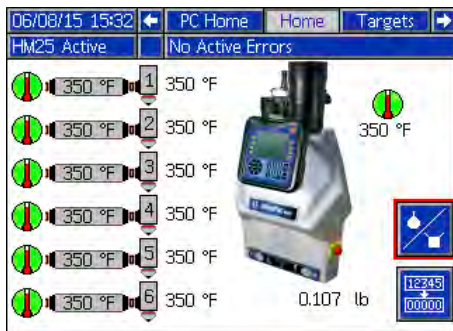 06/08/15 15:32 PC Home Home Targets
HM25 Active No Active Errors
350 °F 1 350 °F
350 °F 2 350 °F
350 °F
350 °F 3 350 °F
350 °F 4 350 °F
350 °F 5 350 °F
350 °F 6 350 °F
0.107 lb
12345
00000